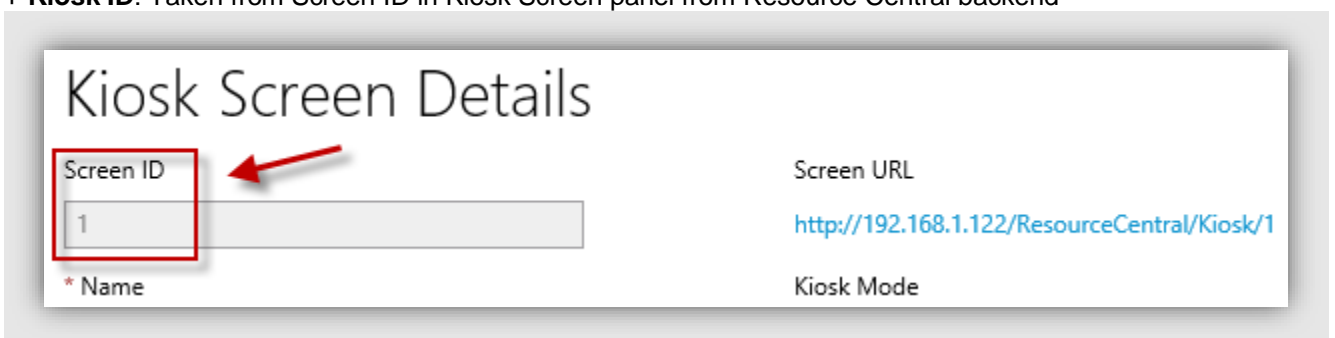 + Kiosk ID: Taken from Screen ID in Kiosk Screen panel from Resource Central backend
Kiosk Screen Details
Screen ID
Screen URL
1
http://192.168.1.122/ResourceCentral/Kiosk/1
* Name
Kiosk Mode